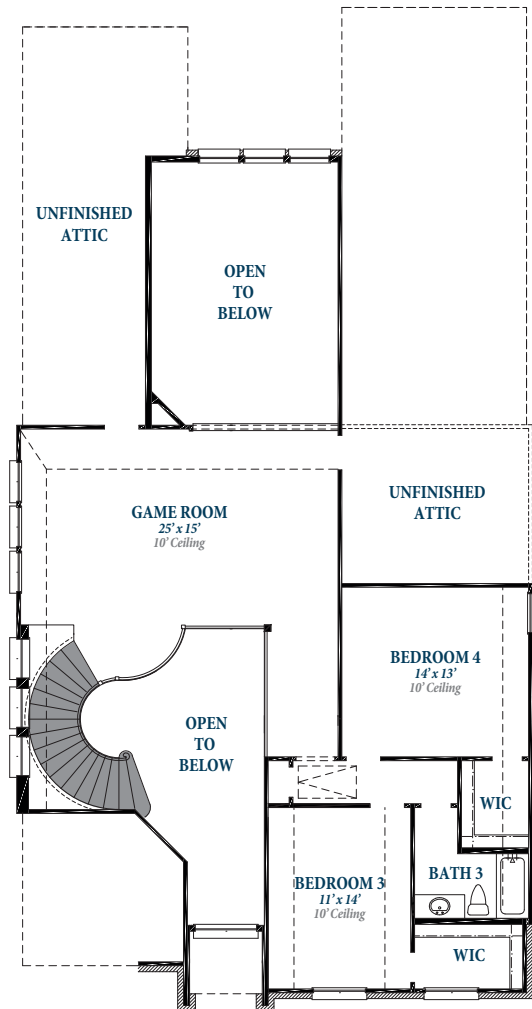 UNFINISHED
ATTIC
OPEN
TO
BELOW
UNFINISHED
ATTIC
GAME ROOM
25' x 15'
10' Ceiling
BEDROOM 4
14' x 13'
10' Ceiling
OPEN
TO
BELOW
WIC
BATH 3
BEDROOM 3
11' x 14'
10' Ceiling
WIC